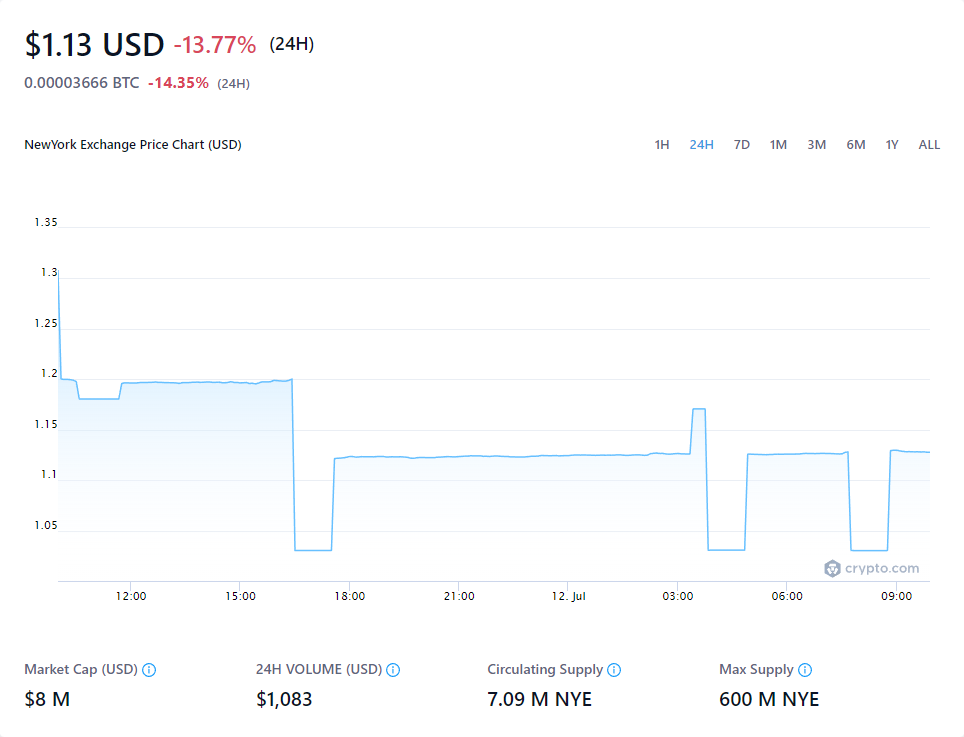 $1.13 USD -13.77% (24H)
0.00003666 BTC -14.35% (24H)
NewYork Exchange Price Chart (USD) 1H 24H 7D 1M 3M 6M 1Y ALL
1.35
1.3
1.25
1.2
1.15
1.1
1.05
crypto.com
12:00 15:00 18:00 21:00 12. Jul 03:00 06:00 09:00
Market Cap (USD) 24H VOLUME (USD) Circulating Supply Max Supply
$8 M $1,083 7.09 M NYE 600 M NYE